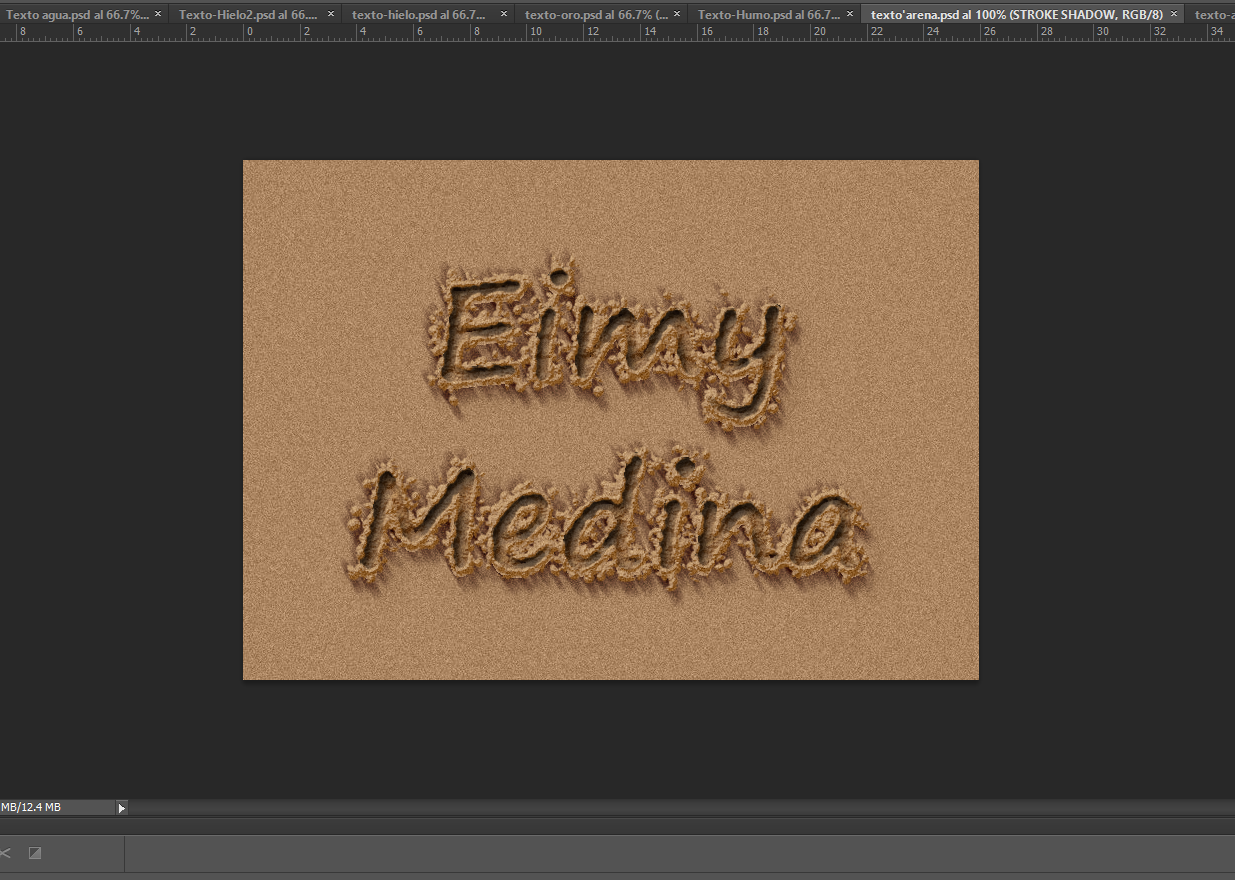 Texto agua.psd al 66.7%... × Texto-Hielo2.psd al 66.... × texto-hielo.psd al 66.7... × texto-oro.psd al 66.7% (... × Texto-Humo.psd al 66.7... × texto'arena.psd al 100% (STROKE SHADOW, RGB/8) × texto-a
8 6 4 2 0 2 4 6 8 10 12 14 16 18 20 22 24 26 28 30 32 34
Eimy
Medina
MB/12.4 MB